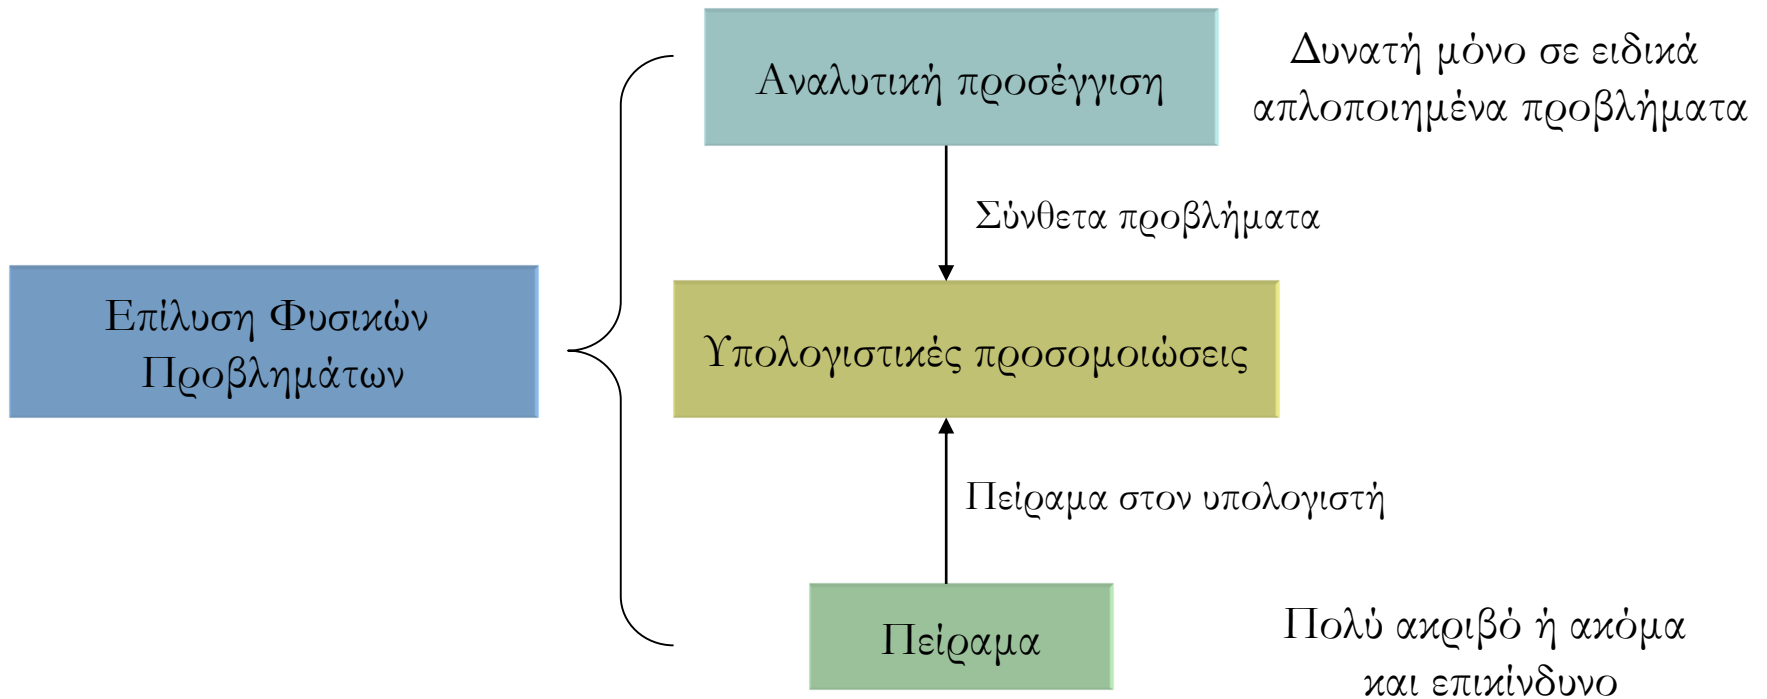 Αναλυτική προσέγγιση
Δυνατή μόνο σε ειδικά
απλοποιημένα προβλήματα
Σύνθετα προβλήματα
Επίλυση Φυσικών
Προβλημάτων
Υπολογιστικές προσομοιώσεις
Πείραμα στον υπολογιστή
Πείραμα
Πολύ ακριβό ή ακόμα
και επικίνδυνο